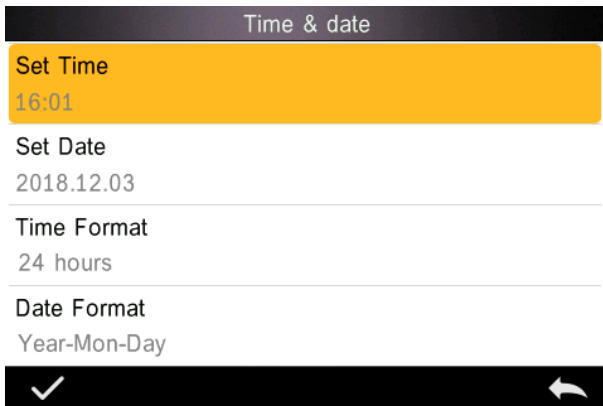 Time & date
Set Time
16:01
Set Date
2018.12.03
Time Format
24 hours
Date Format
Year-Mon-Day